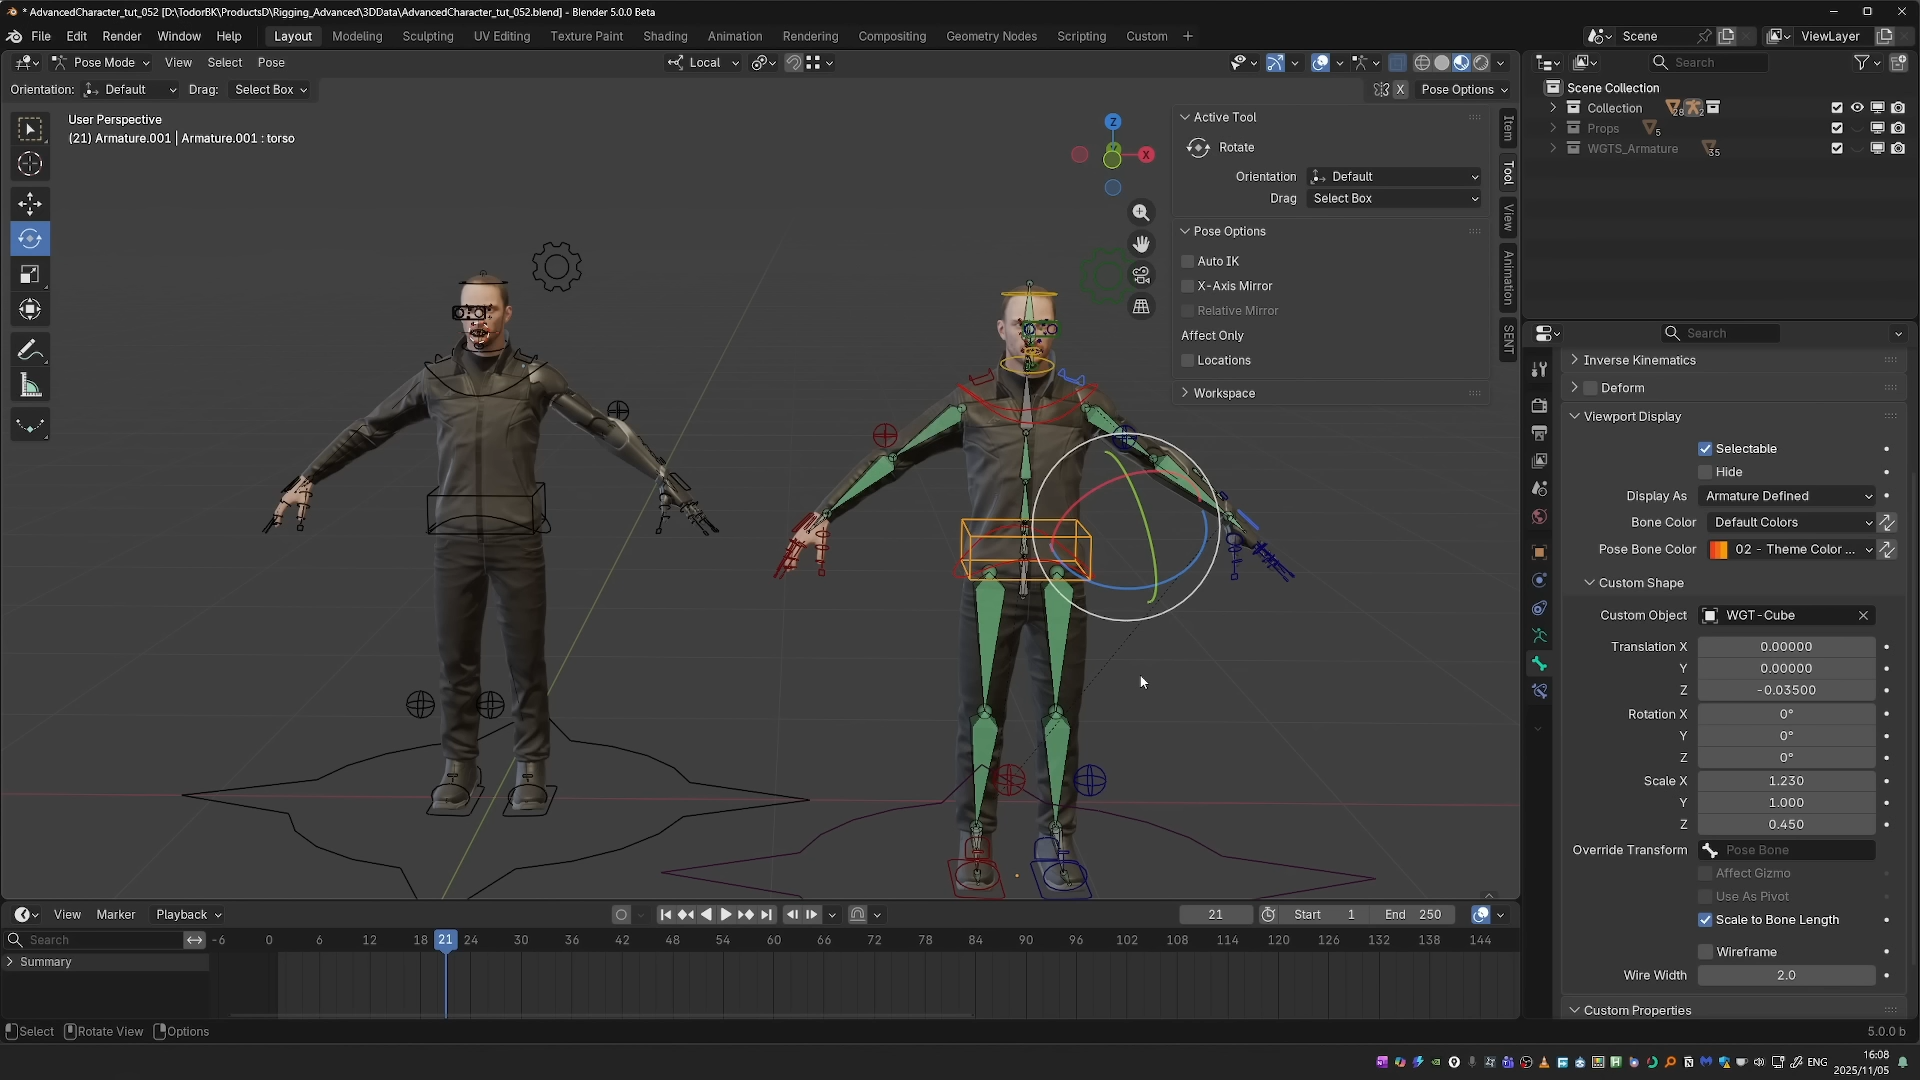 * AdvancedCharacter_tut_052 [D:\TodorBK\ProductsD\Rigging_Advanced\3DData\AdvancedCharacter_tut_052.blend] - Blender 5.0.0 Beta
File Edit Render Window Help Layout Modeling Sculpting UV Editing Texture Paint Shading Animation Rendering Compositing Geometry Nodes Scripting Custom + Scene ViewLayer
Pose Mode View Select Pose Local Search
Orientation: Default Drag: Select Box X Pose Options
Scene Collection
Collection 28 2
Props 5
WGTS_Armature 35
User Perspective
(21) Armature.001 | Armature.001 : torso
Z
X
Active Tool
Rotate
Orientation Default
Drag Select Box
Pose Options
Auto IK
X-Axis Mirror
Relative Mirror
Affect Only
Locations
Workspace
Item
Tool
View
Animation
SENT
Search
Inverse Kinematics
Deform
Viewport Display
Selectable
Hide
Display As Armature Defined
Bone Color Default Colors
Pose Bone Color 02 - Theme Color ...
Custom Shape
Custom Object WGT-Cube
Translation X 0.00000
Y 0.00000
Z -0.03500
Rotation X 0°
Y 0°
Z 0°
Scale X 1.230
Y 1.000
Z 0.450
Override Transform Pose Bone
Affect Gizmo
Use As Pivot
Scale to Bone Length
Wireframe
Wire Width 2.0
Custom Properties
View Marker Playback 21 Start 1 End 250
Search -6 0 6 12 18 21 24 30 36 42 48 54 60 66 72 78 84 90 96 102 108 114 120 126 132 138 144
Summary
Select Rotate View Options 5.0.0 b
ENG 16:08
2025/11/05